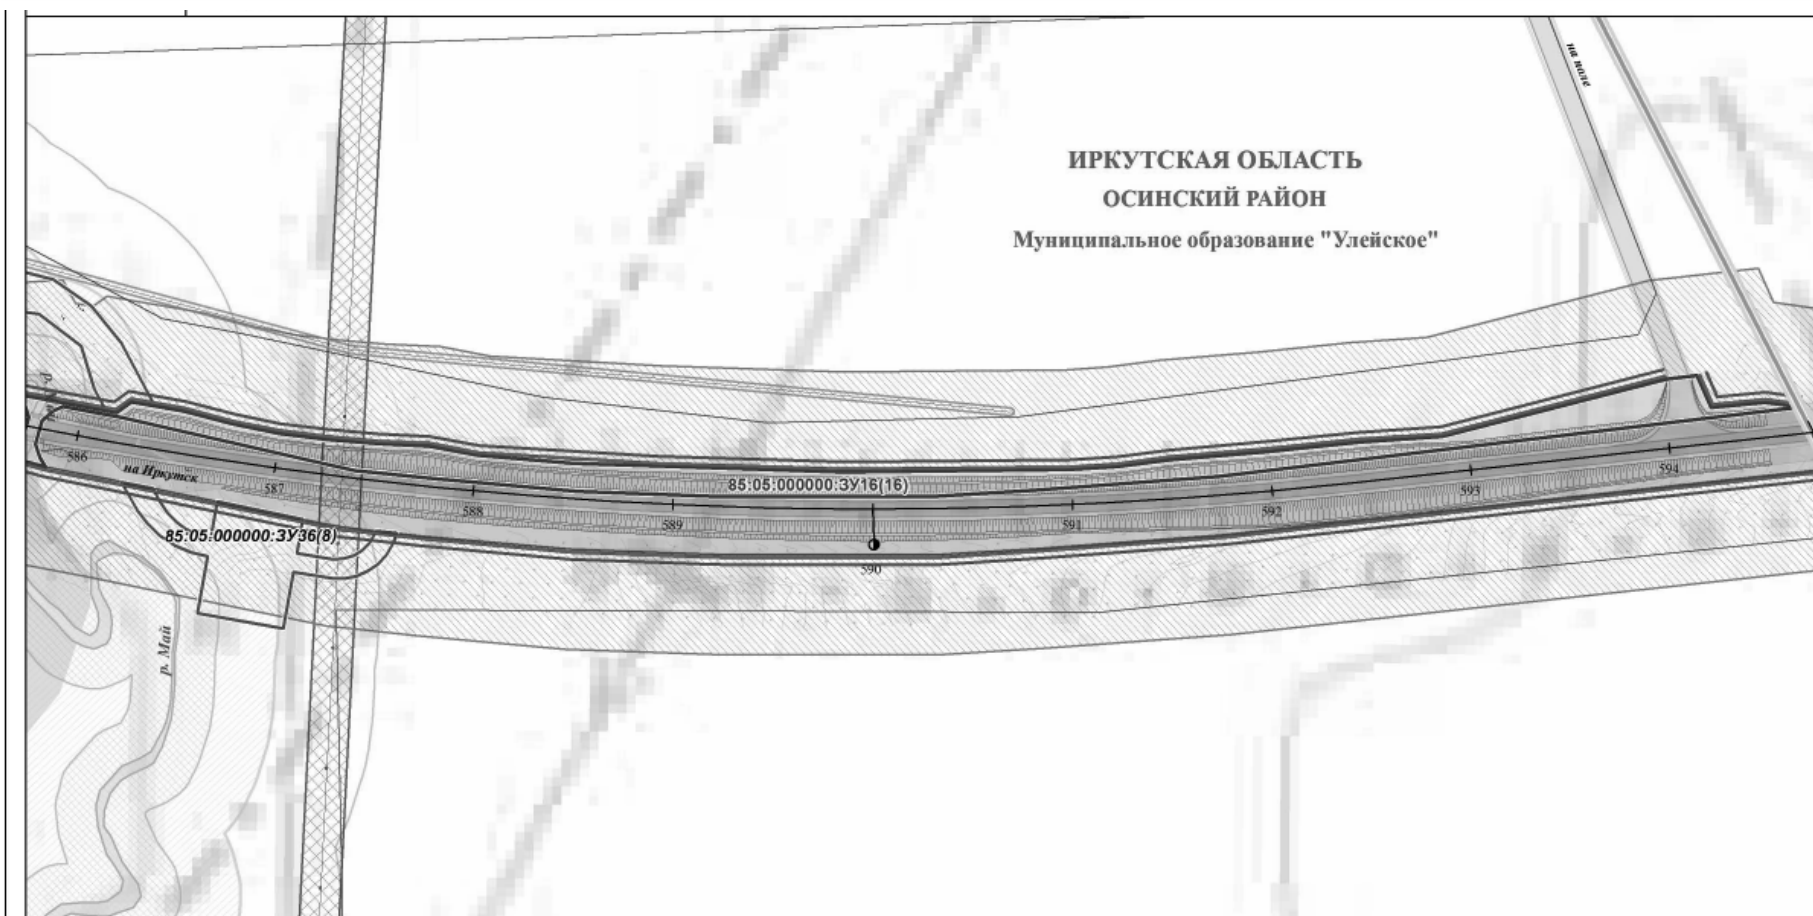 на поле
ИРКУТСКАЯ ОБЛАСТЬ
ОСИНСКИЙ РАЙОН
Муниципальное образование "Улейское"
586
на Иркутск
587
588
589
85:05:000000:ЗУ16(16)
590
591
592
593
594
85:05:000000:ЗУ36(8)
р. Май